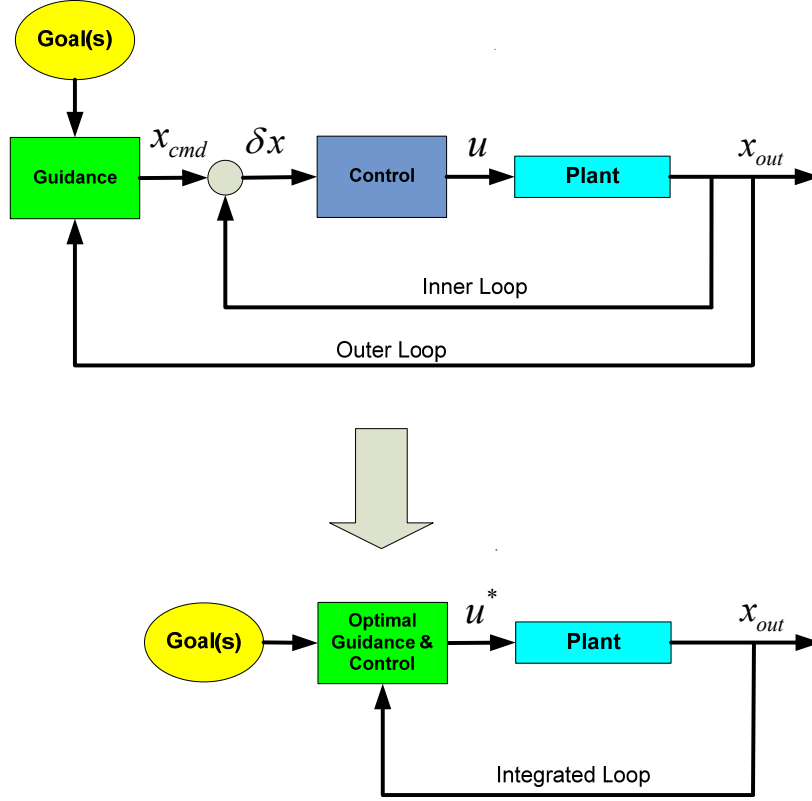 Goal(s)
x_cmd
δx
u
x_out
Guidance
Control
Plant
Inner Loop
Outer Loop
u*
x_out
Goal(s)
Optimal
Guidance &
Control
Plant
Integrated Loop